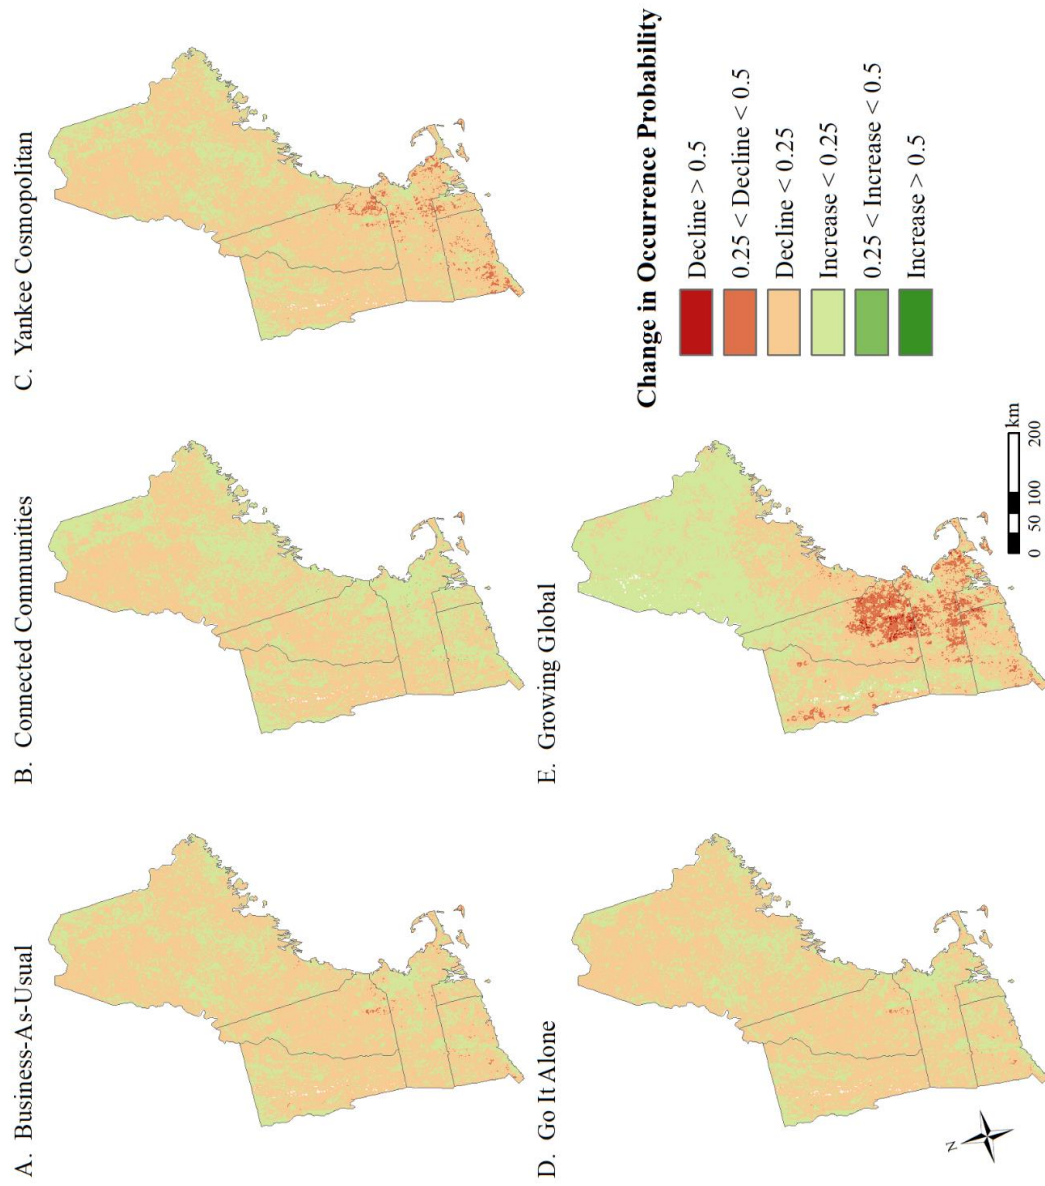 A. Business-As-Usual
B. Connected Communities
C. Yankee Cosmopolitan
D. Go It Alone
E. Growing Global
Change in Occurrence Probability
Decline > 0.5
0.25 < Decline < 0.5
Decline < 0.25
Increase < 0.25
0.25 < Increase < 0.5
Increase > 0.5
km
0 50 100 200
N